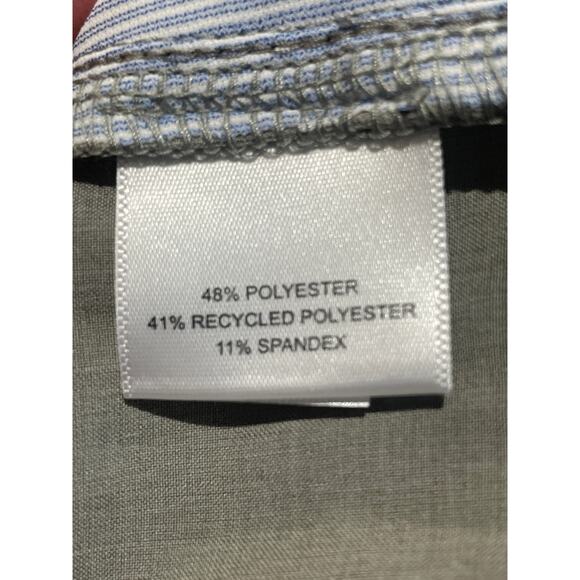 48% POLYESTER
41% RECYCLED POLYESTER
11% SPANDEX